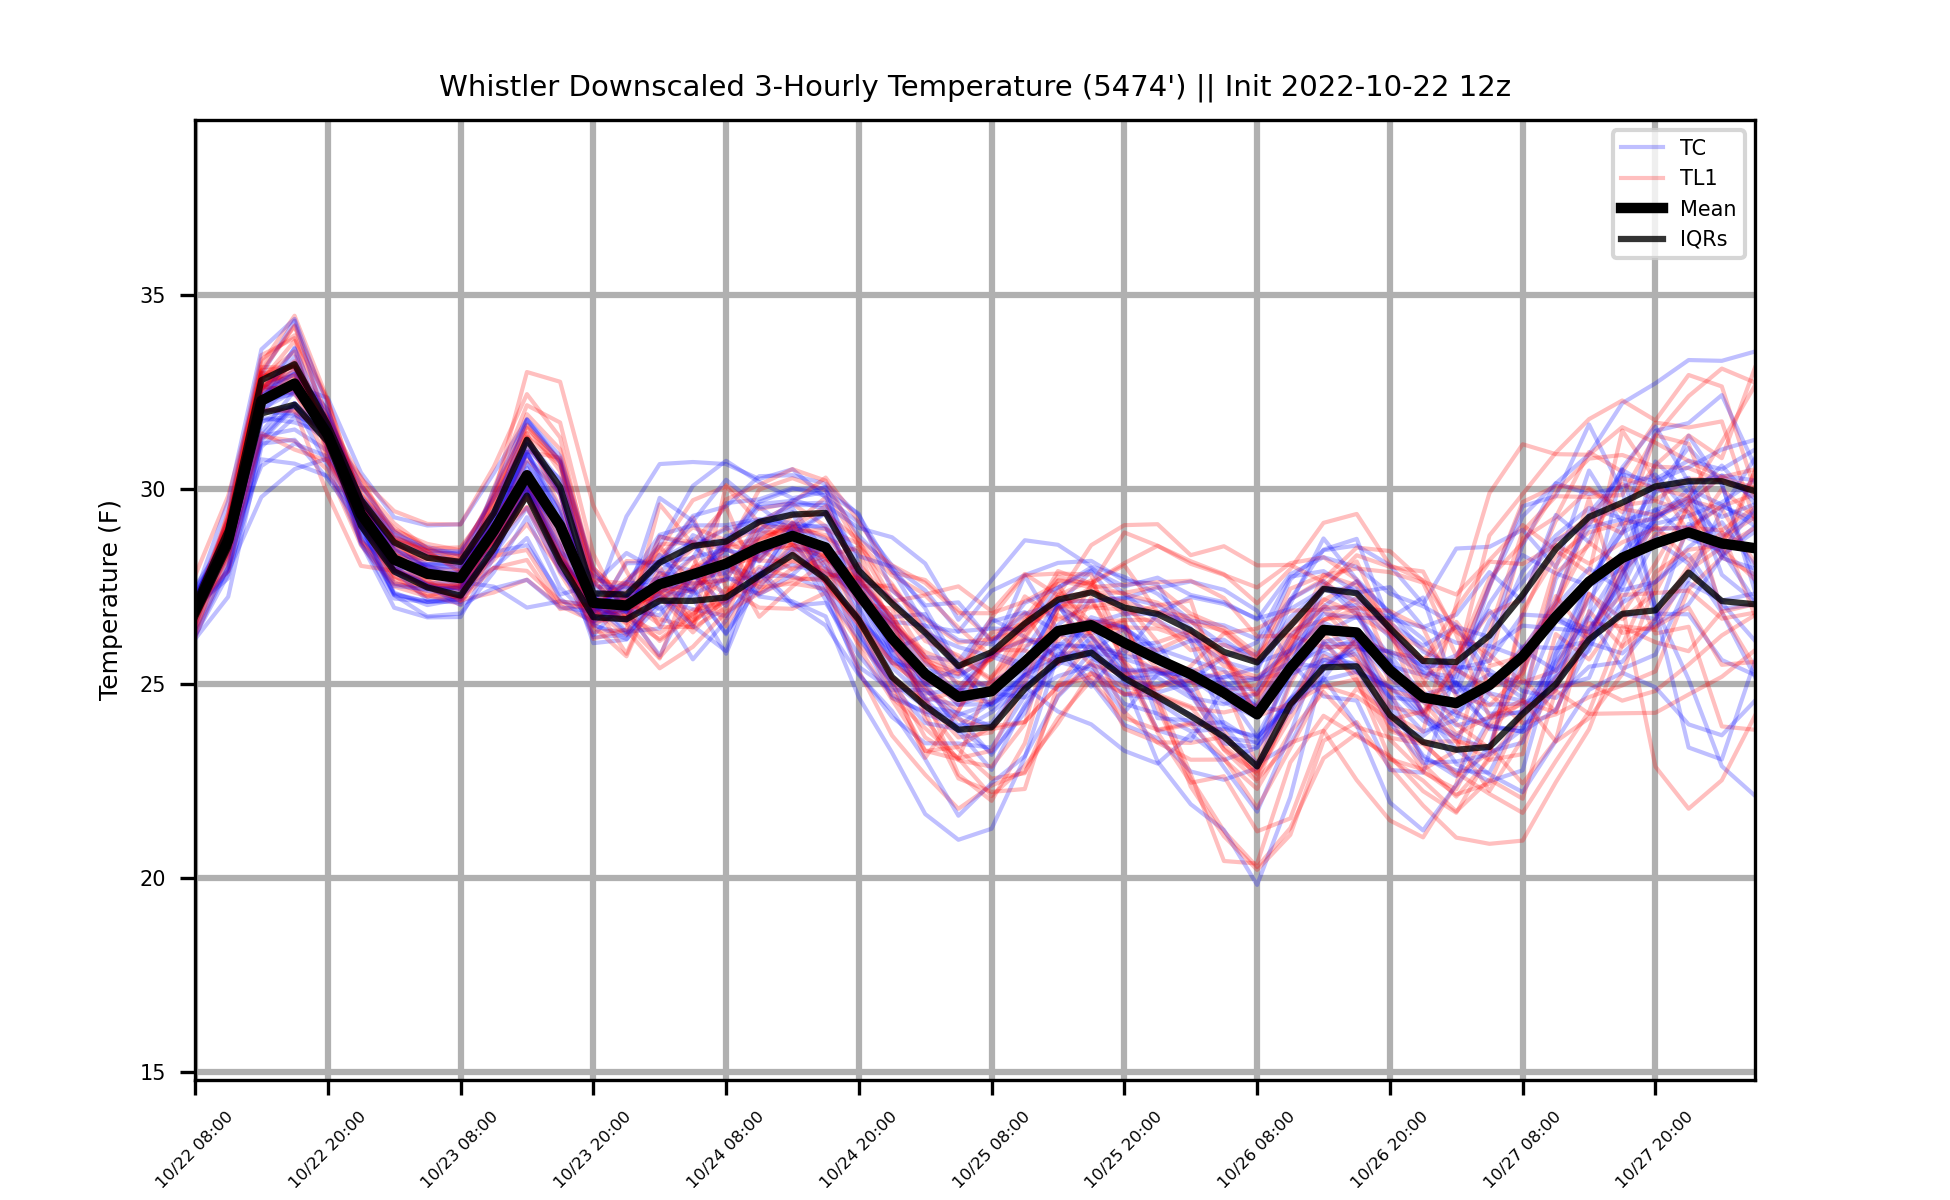 Whistler Downscaled 3-Hourly Temperature (5474') || Init 2022-10-22 12z
TC
TL1
Mean
IQRs
Temperature (F)
35
30
25
20
15
10/22 08:00
10/22 20:00
10/23 08:00
10/23 20:00
10/24 08:00
10/24 20:00
10/25 08:00
10/25 20:00
10/26 08:00
10/26 20:00
10/27 08:00
10/27 20:00